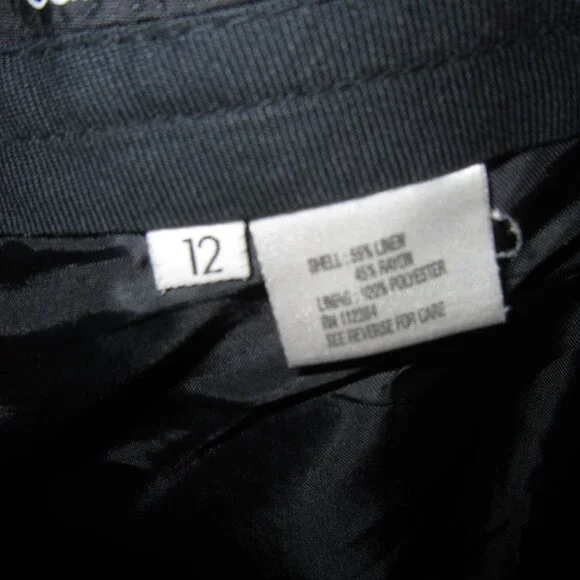 12
SHELL : 55% LINEN
45% RAYON
LINING : 100% POLYESTER
RN 112364
SEE REVERSE FOR CARE